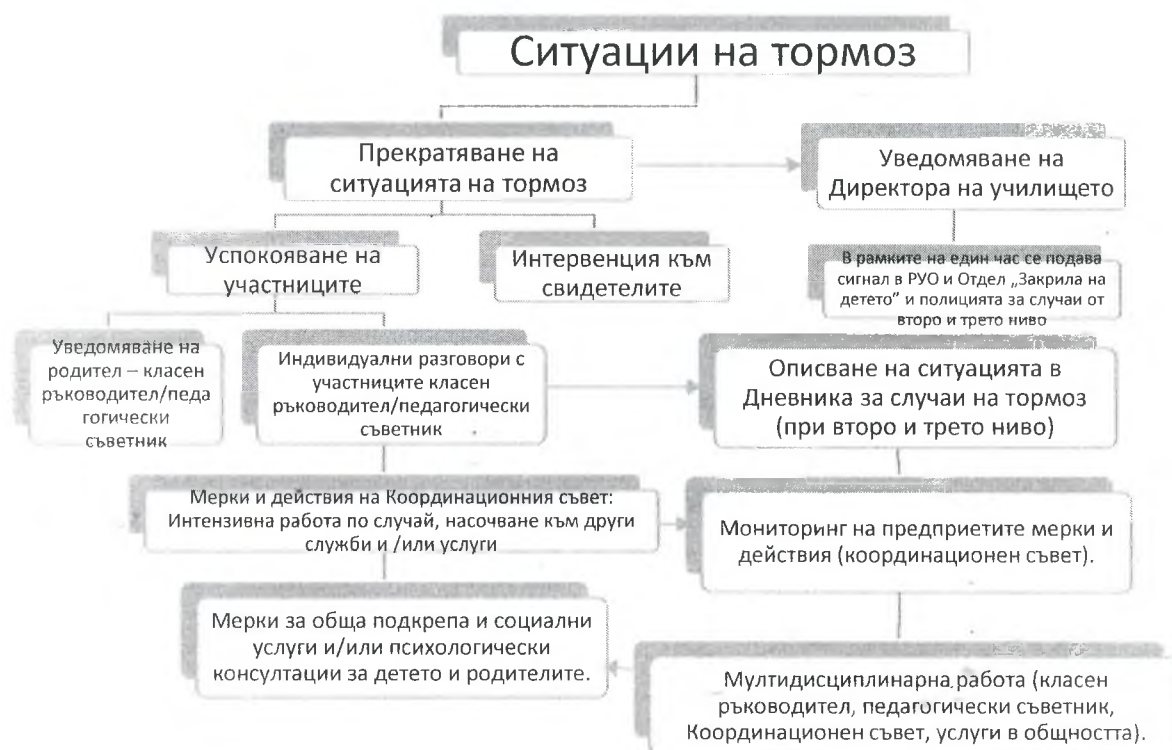 Ситуации на тормоз
Прекратяване на
ситуацията на тормоз
Уведомяване на
Директора на училището
Успокояване на
участниците
Интервенция към
свидетелите
В рамките на един час се подава
сигнал в РУО и Отдел „Закрила на
детето” и полицията за случаи от
второ и трето ниво
Уведомяване на
родител – класен
ръководител/педа
гогически
съветник
Индивидуални разговори с
участниците класен
ръководител/педагогически
съветник
Описване на ситуацията в
Дневника за случаи на тормоз
(при второ и трето ниво)
Мерки и действия на Координационния съвет:
Интензивна работа по случай, насочване към други
служби и /или услуги
Мониторинг на предприетите мерки и
действия (координационен съвет).
Мерки за обща подкрепа и социални
услуги и/или психологически
консултации за детето и родителите.
Мултидисциплинарна работа (класен
ръководител, педагогически съветник,
Координационен съвет, услуги в общността).